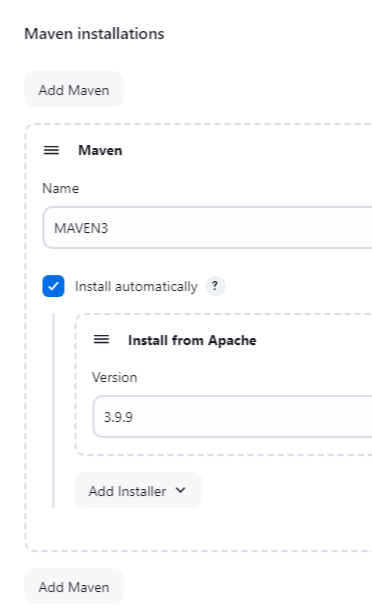 Maven installations
Add Maven
Maven
Name
MAVEN3
Install automatically ?
Install from Apache
Version
3.9.9
Add Installer
Add Maven